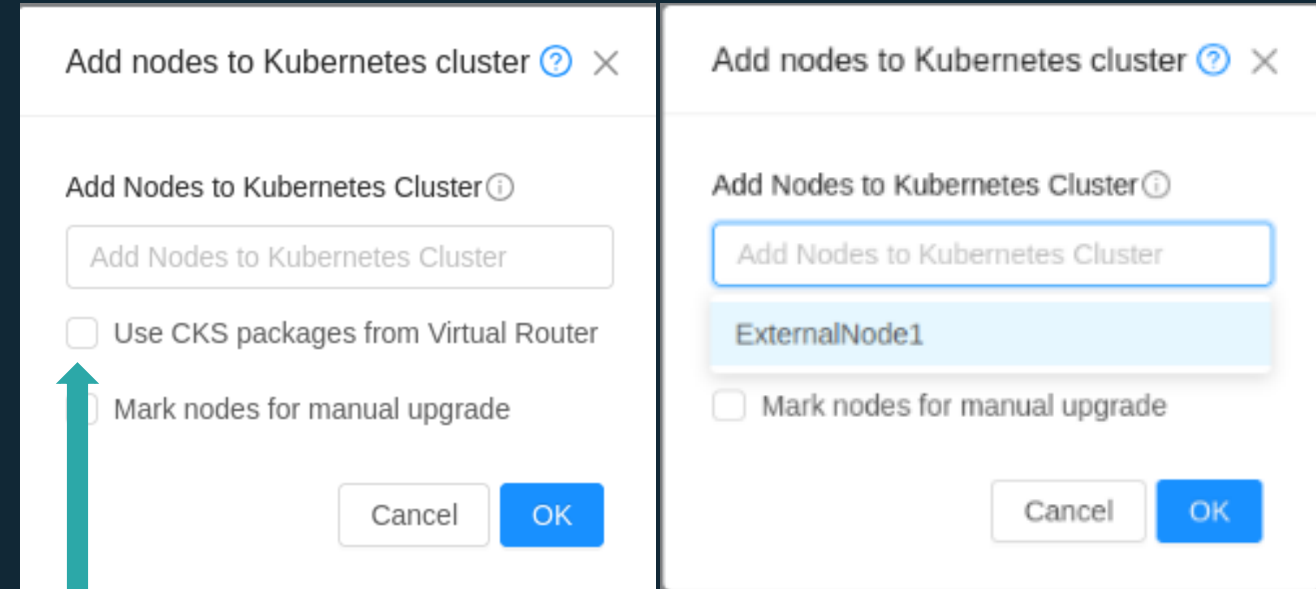 Add nodes to Kubernetes cluster
Add Nodes to Kubernetes Cluster
Add Nodes to Kubernetes Cluster
Use CKS packages from Virtual Router
Mark nodes for manual upgrade
Cancel
OK
Add nodes to Kubernetes cluster
Add Nodes to Kubernetes Cluster
Add Nodes to Kubernetes Cluster
ExternalNode1
Mark nodes for manual upgrade
Cancel
OK